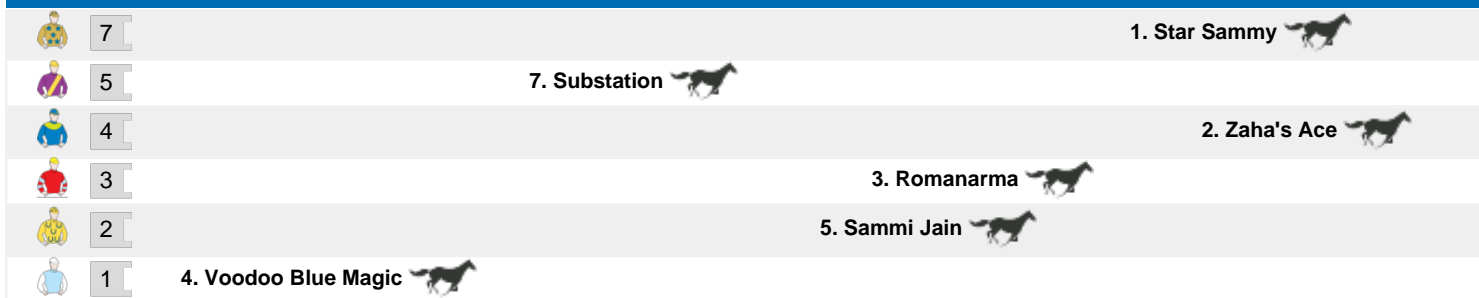 7 1. Star Sammy
5 7. Substation
4 2. Zaha's Ace
3 3. Romanarma
2 5. Sammi Jain
1 4. Voodoo Blue Magic